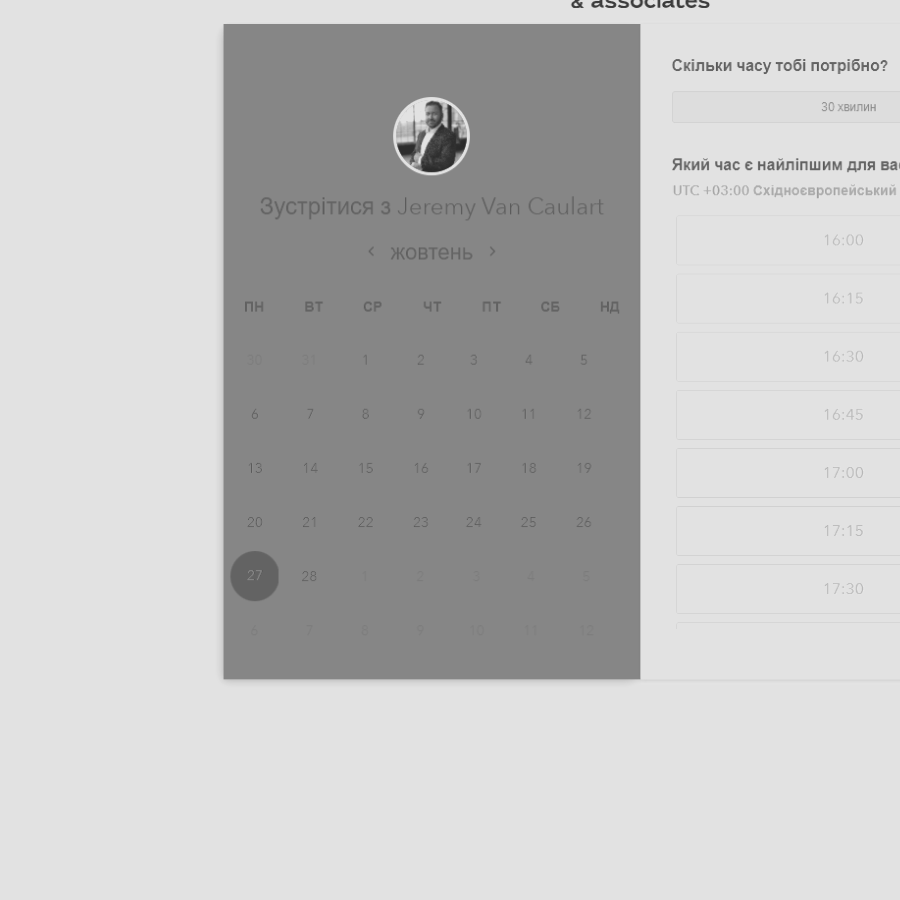 & associates
Зустрітися з Jeremy Van Caulart
жовтень
ПН ВТ СР ЧТ ПТ СБ НД
30 31 1 2 3 4 5
6 7 8 9 10 11 12
13 14 15 16 17 18 19
20 21 22 23 24 25 26
27 28 1 2 3 4 5
6 7 8 9 10 11 12
Скільки часу тобі потрібно?
30 хвилин
Який час є найліпшим для
UTC +03:00 Східноєвропейський
16:00
16:15
16:30
16:45
17:00
17:15
17:30